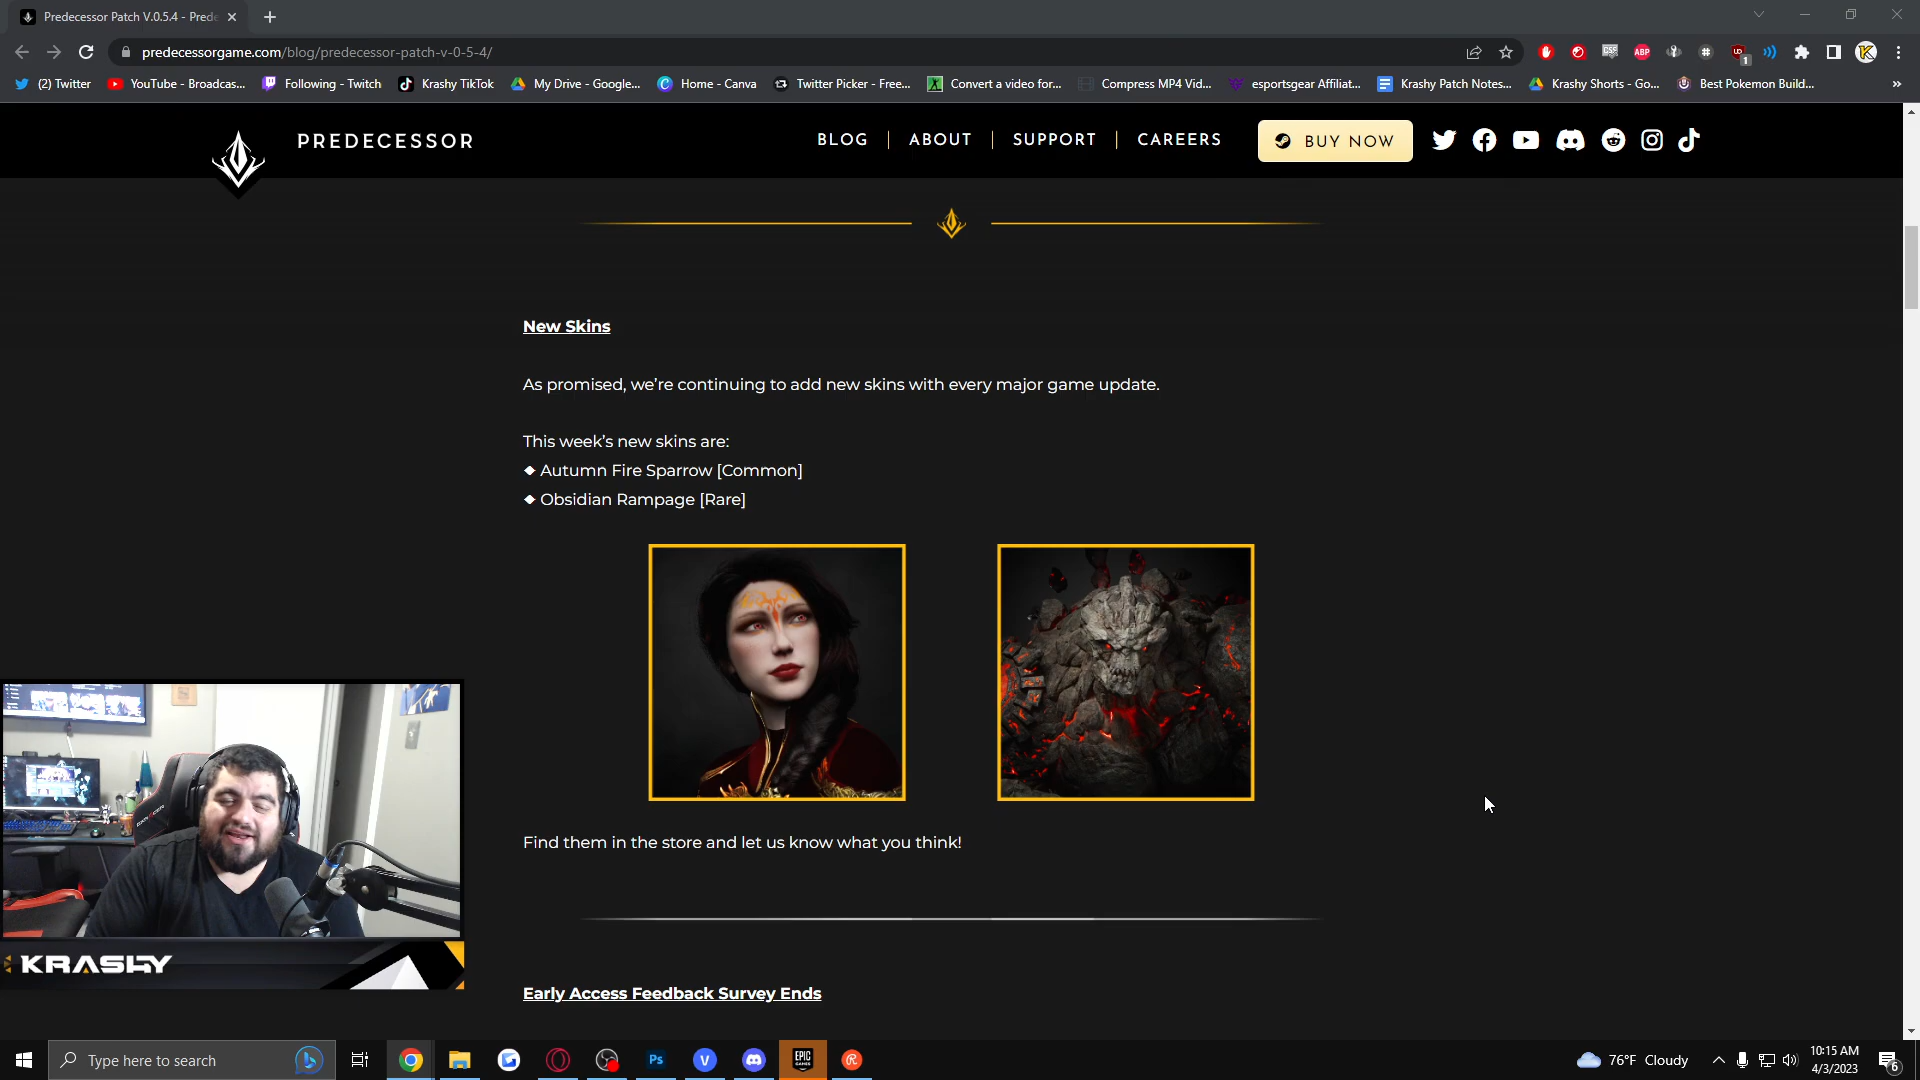 Predecessor Patch V.0.5.4 - Prede
predecessorgame.com/blog/predecessor-patch-v-0-5-4/
(2) Twitter
YouTube - Broadcas...
Following - Twitch
Krashy TikTok
My Drive - Google...
Home - Canva
Twitter Picker - Free...
Convert a video for...
Compress MP4 Vid...
esportsgear Affiliat...
Krashy Patch Notes...
Krashy Shorts - Go...
Best Pokemon Build...
»
PREDECESSOR
BLOG
ABOUT
SUPPORT
CAREERS
BUY NOW
New Skins
As promised, we're continuing to add new skins with every major game update.
This week's new skins are:
❖ Autumn Fire Sparrow [Common]
❖ Obsidian Rampage [Rare]
Find them in the store and let us know what you think!
KRASHY
Early Access Feedback Survey Ends
Type here to search
Ps
V
EPIC GAMES
76°F Cloudy
10:15 AM
4/3/2023
6